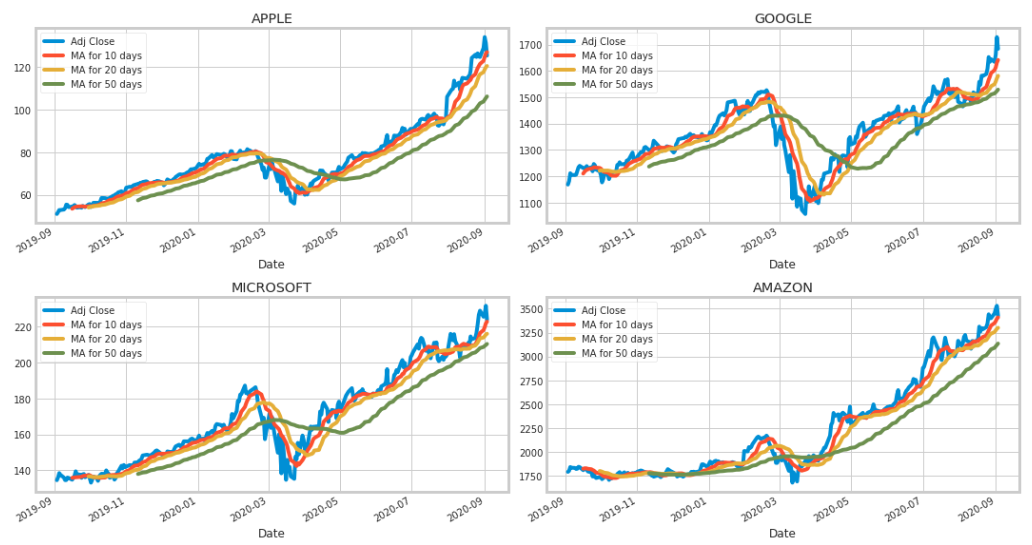 APPLE
Adj Close
MA for 10 days
MA for 20 days
MA for 50 days
120
100
80
60
2019-09
2019-11
2020-01
2020-03
2020-05
2020-07
2020-09
Date
GOOGLE
Adj Close
MA for 10 days
MA for 20 days
MA for 50 days
1700
1600
1500
1400
1300
1200
1100
2019-09
2019-11
2020-01
2020-03
2020-05
2020-07
2020-09
Date
MICROSOFT
Adj Close
MA for 10 days
MA for 20 days
MA for 50 days
220
200
180
160
140
2019-09
2019-11
2020-01
2020-03
2020-05
2020-07
2020-09
Date
AMAZON
Adj Close
MA for 10 days
MA for 20 days
MA for 50 days
3500
3250
3000
2750
2500
2250
2000
1750
2019-09
2019-11
2020-01
2020-03
2020-05
2020-07
2020-09
Date